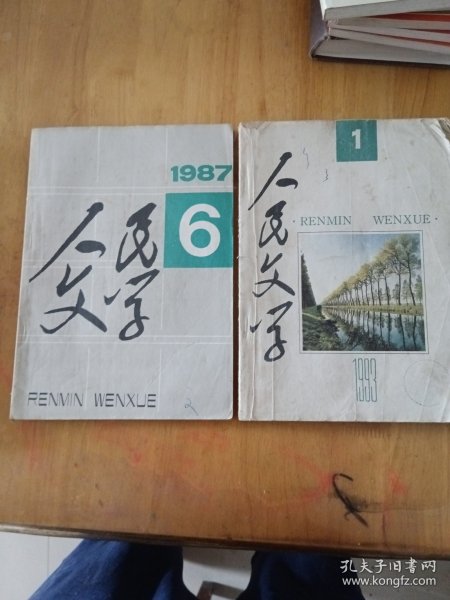 1987
6
人民
文学
RENMIN WENXUE
1
人民文学
·RENMIN WENXUE·
1993
孔夫子旧书网
www.kongfz.com